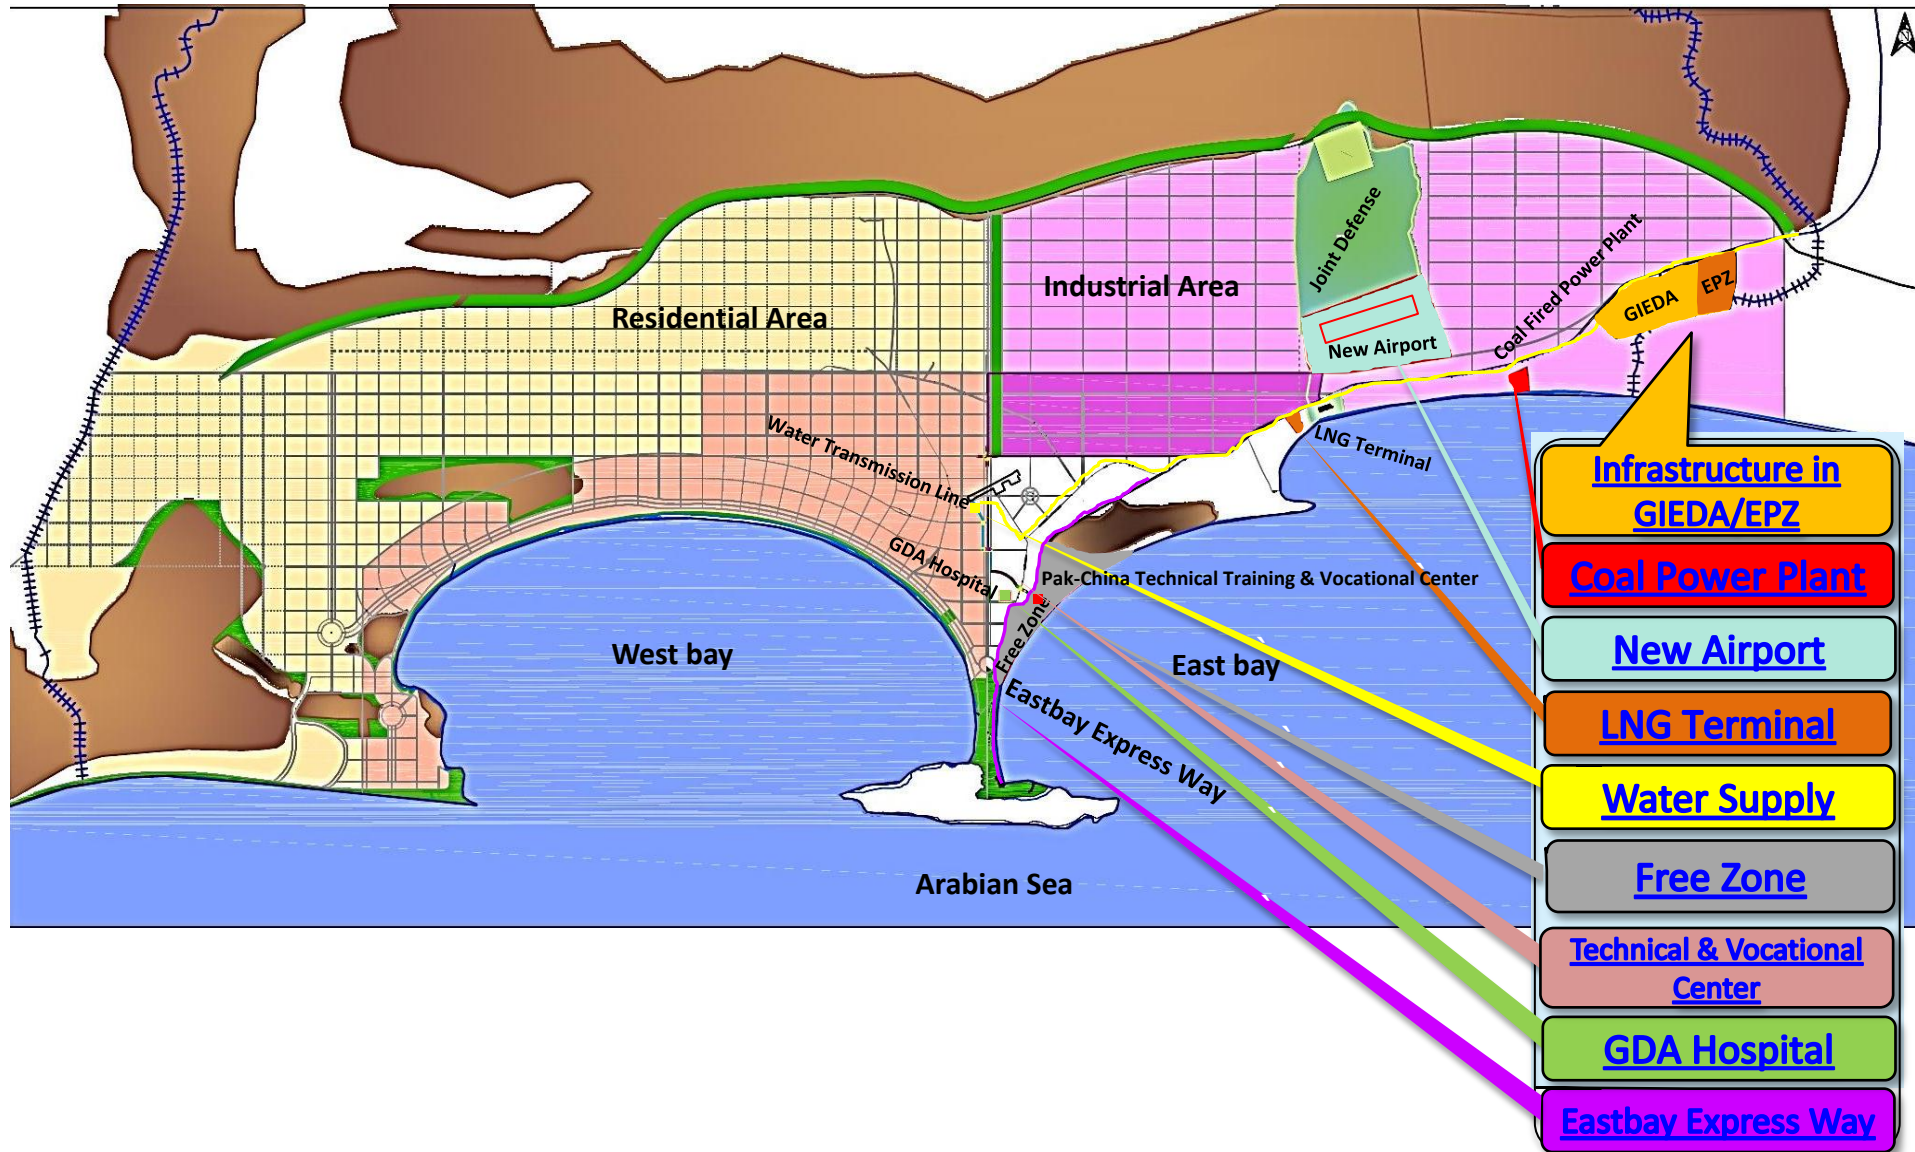 Joint Defense
Industrial Area
Residential Area
New Airport
Coal Fired Power Plant
GIEDA
EPZ
Water Transmission Line
LNG Terminal
GDA Hospital
Pak-China Technical Training & Vocational Center
Free Zone
West bay
East bay
Eastbay Express Way
Arabian Sea
Infrastructure in
GIEDA/EPZ
Coal Power Plant
New Airport
LNG Terminal
Water Supply
Free Zone
Technical & Vocational
Center
GDA Hospital
Eastbay Express Way